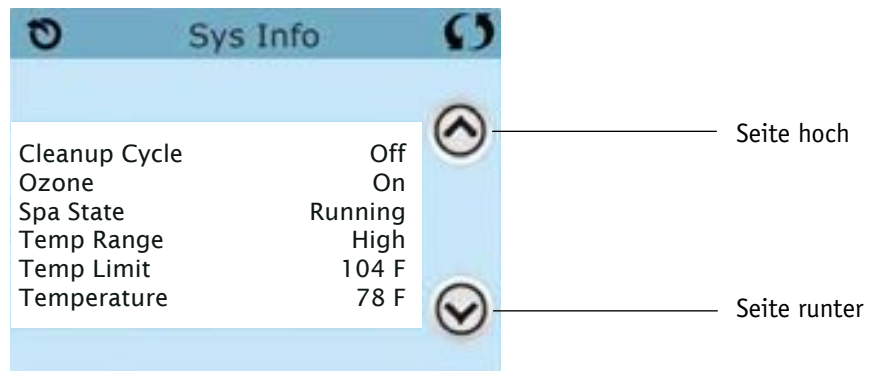 Sys Info
Cleanup Cycle Off
Ozone On
Spa State Running
Temp Range High
Temp Limit 104 F
Temperature 78 F
Seite hoch
Seite runter